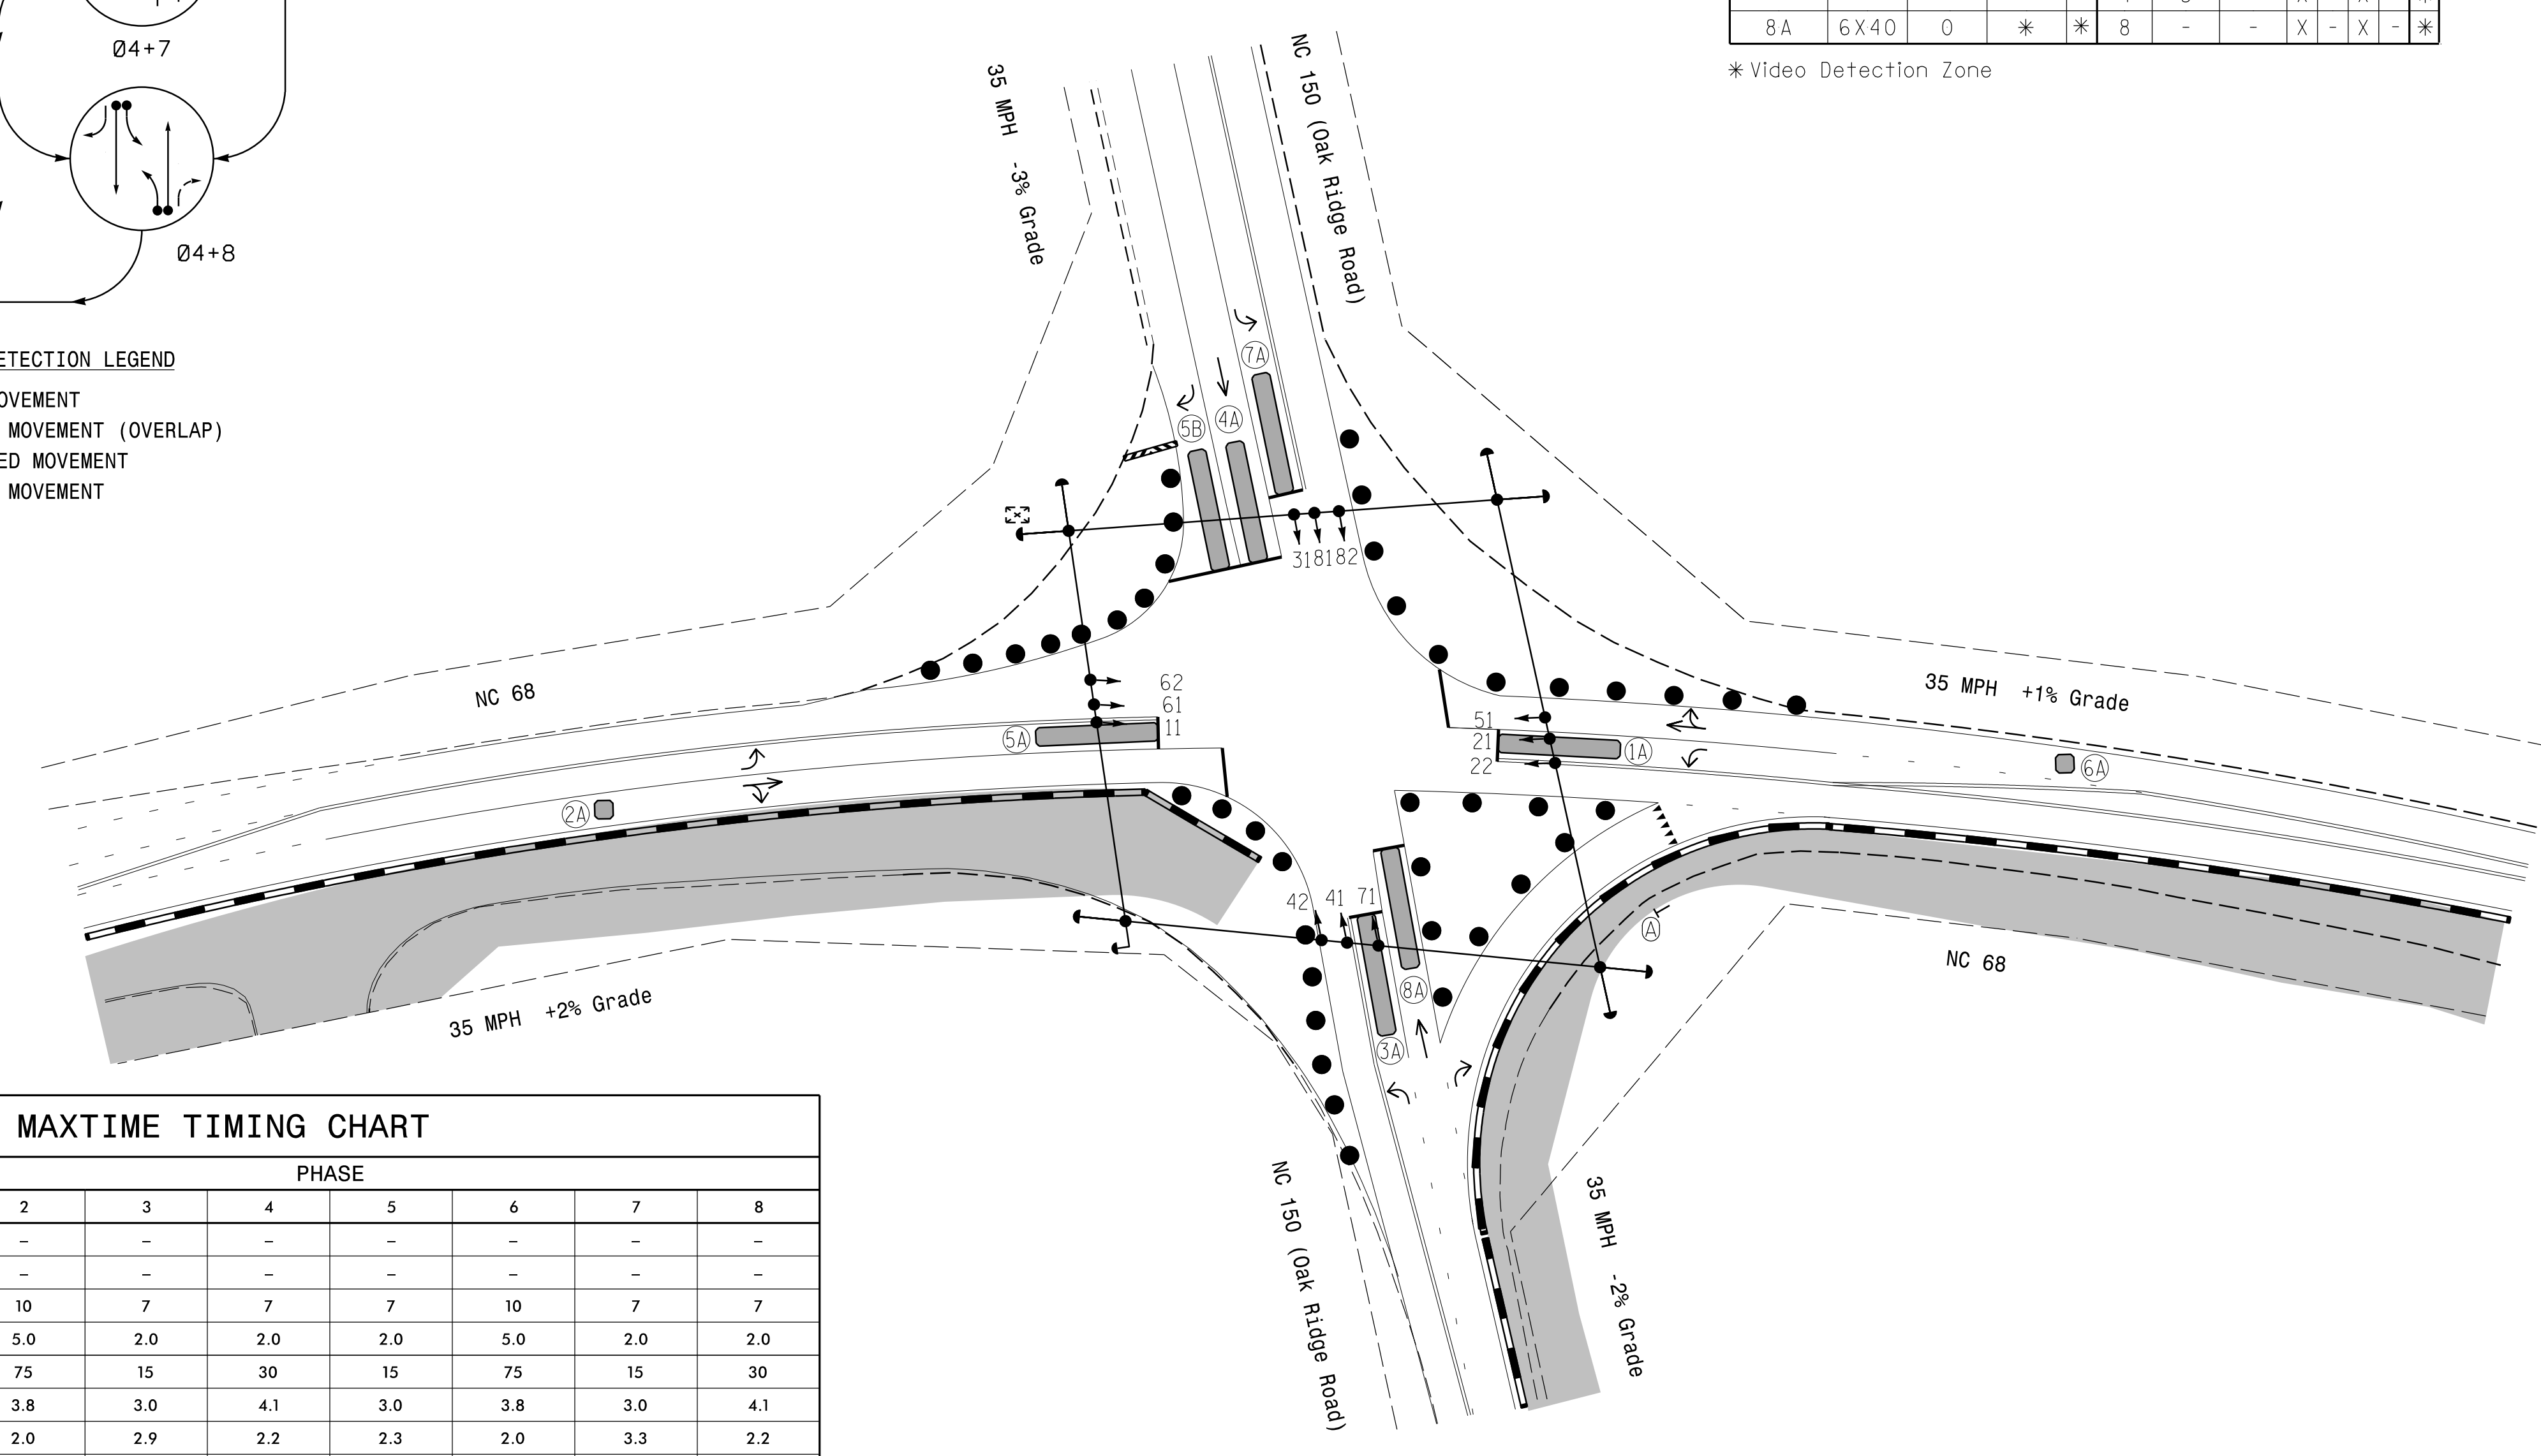 Ø4+7
Ø4+8
ETECTION LEGEND
OVEMENT
MOVEMENT (OVERLAP)
ED MOVEMENT
MOVEMENT
8A 6X40 0 * * 8 - - X - X - *
* Video Detection Zone
35 MPH -3% Grade
NC 150 (Oak Ridge Road)
7A
4A
5B
31 81 82
NC 68
62
61
11
5A
2A
35 MPH +2% Grade
35 MPH +1% Grade
51
21
22
1A
6A
42 41 71
8A
3A
A
NC 68
NC 150 (Oak Ridge Road)
35 MPH -2% Grade
MAXTIME TIMING CHART
PHASE
2 3 4 5 6 7 8
– – – – – – –
– – – – – – –
10 7 7 7 10 7 7
5.0 2.0 2.0 2.0 5.0 2.0 2.0
75 15 30 15 75 15 30
3.8 3.0 4.1 3.0 3.8 3.0 4.1
2.0 2.9 2.2 2.3 2.0 3.3 2.2